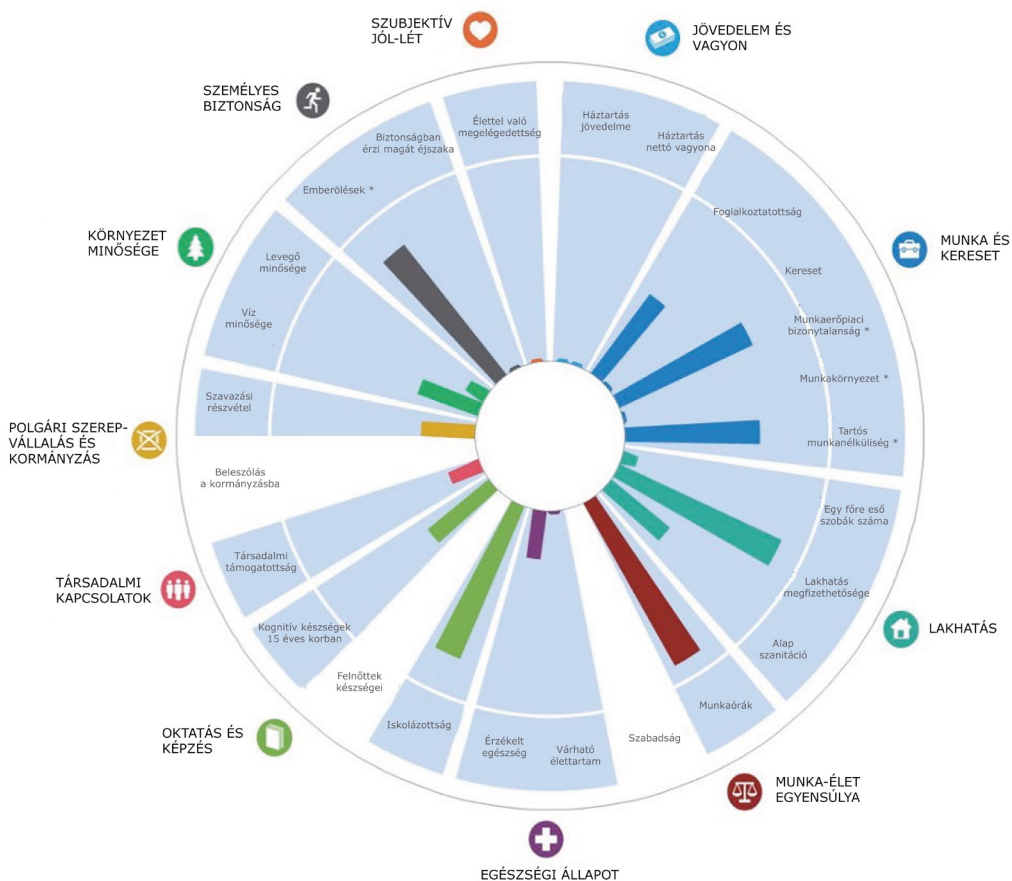 SZUBJEKTÍV
JÓL-LÉT
JÖVEDELEM ÉS
VAGYON
SZEMÉLYES
BIZTONSÁG
Élettel való
megelégedettség
Háztartás
jövedelme
Háztartás
nettó vagyona
Biztonságban
érzi magát éjszaka
Emberölések *
Foglalkoztatottság
KÖRNYEZET
MINŐSÉGE
MUNKA ÉS
KERESET
Levegő
minősége
Kereset
Víz
minősége
Munkaerőpiaci
bizonytalanság *
Munkakörnyezet *
Szavazási
részvétel
Tartós
munkanélküliség *
POLGÁRI SZEREP-
VÁLLALÁS ÉS
KORMÁNYZÁS
Beleszólás
a kormányzásba
Egy főre eső
szobák száma
Társadalmi
támogatottság
TÁRSADALMI
KAPCSOLATOK
Lakhatás
megfizethetősége
Kognitív készségek
15 éves korban
LAKHATÁS
Alap
szanitáció
Felnőttek
készségei
Munkaórák
Iskolázottság
OKTATÁS ÉS
KÉPZÉS
Érzékelt
egészség
Várható
élettartam
Szabadság
MUNKA-ÉLET
EGYENSÚLYA
EGÉSZSÉGI ÁLLAPOT